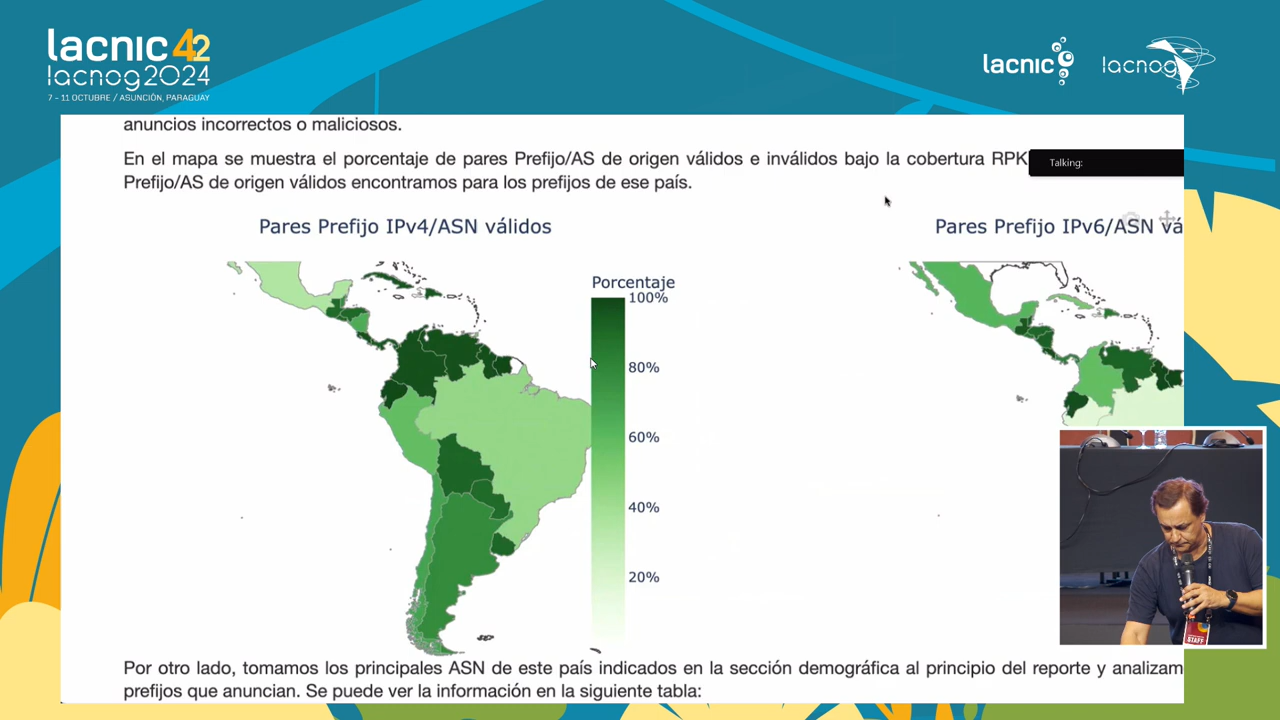 lacnic 42
lacnog2024
7 - 11 OCTUBRE / ASUNCIÓN, PARAGUAY
lacnic
lacnog
anuncios incorrectos o maliciosos.
En el mapa se muestra el porcentaje de pares Prefijo/AS de origen válidos e inválidos bajo la cobertura RPK
Talking:
Prefijo/AS de origen válidos encontramos para los prefijos de ese país.
Pares Prefijo IPv4/ASN válidos
Pares Prefijo IPv6/ASN vá
Porcentaje
100%
80%
60%
40%
20%
STAFF
Por otro lado, tomamos los principales ASN de este país indicados en la sección demográfica al principio del reporte y analizam
prefijos que anuncian. Se puede ver la información en la siguiente tabla: